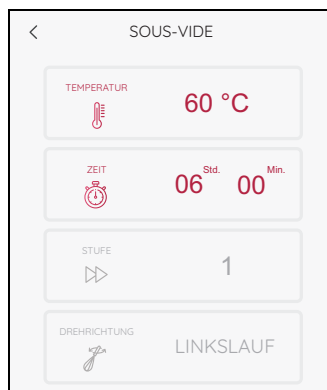 SOUS-VIDE
TEMPERATUR
60 °C
ZEIT
06 Std. 00 Min.
STUFE
1
DREHRICHTUNG
LINKSLAUF